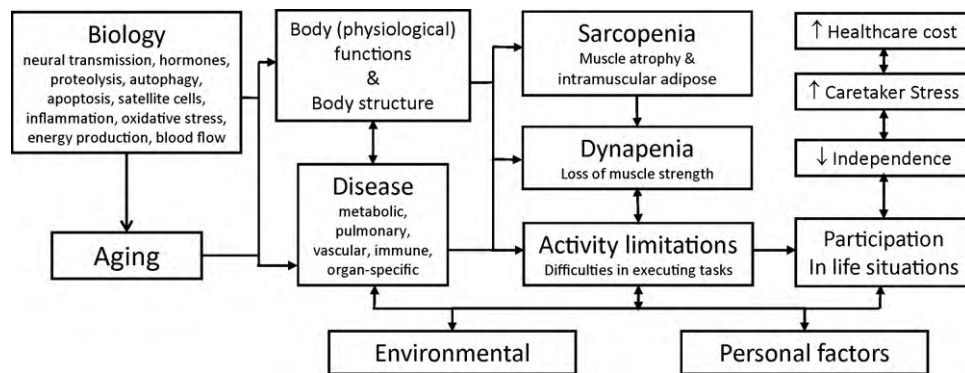 Biology
neural transmission, hormones,
proteolysis, autophagy,
apoptosis, satellite cells,
inflammation, oxidative stress,
energy production, blood flow
Aging
Body (physiological)
functions
&
Body structure
Disease
metabolic,
pulmonary,
vascular, immune,
organ-specific
Sarcopenia
Muscle atrophy &
intramuscular adipose
Dynapenia
Loss of muscle strength
Activity limitations
Difficulties in executing tasks
↑ Healthcare cost
↑ Caretaker Stress
↓ Independence
Participation
In life situations
Environmental
Personal factors